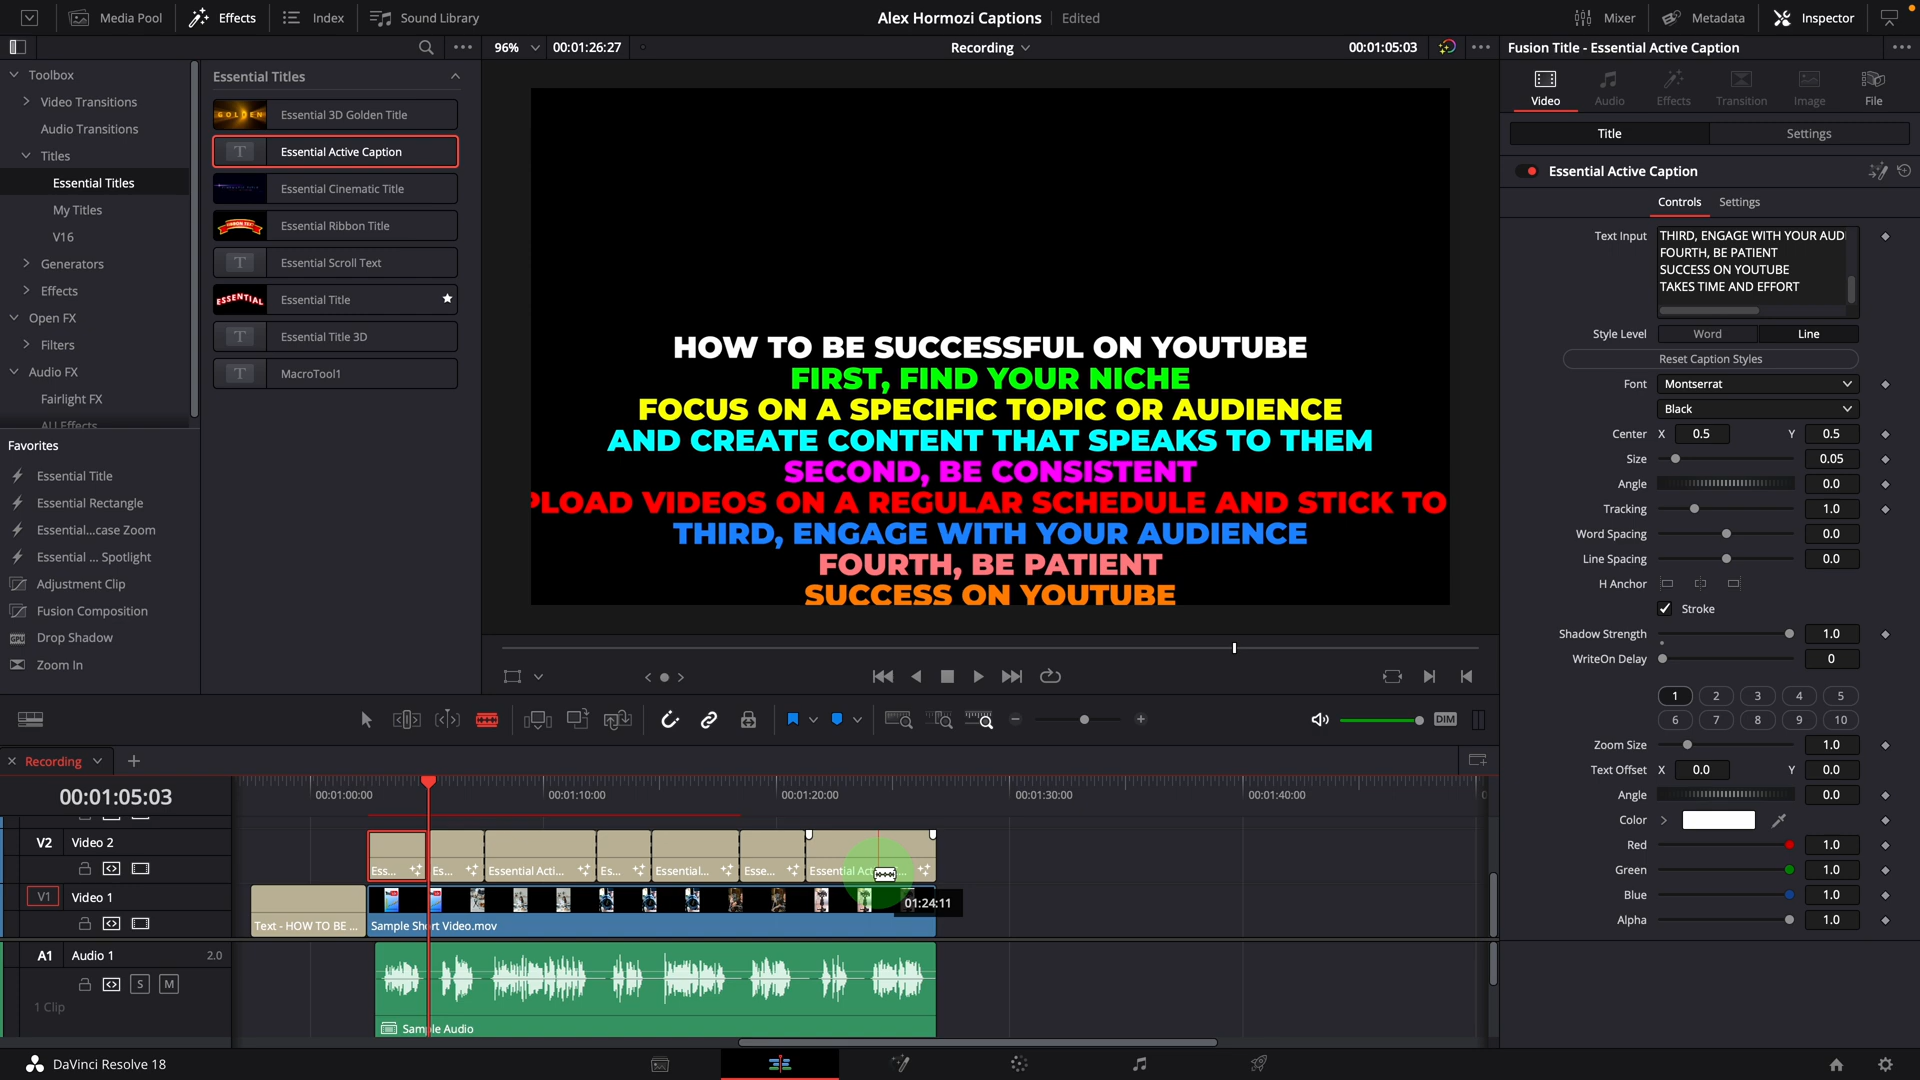 Media Pool
Effects
Index
Sound Library
Alex Hormozi Captions
Edited
Mixer
Metadata
Inspector
96%
00:01:26:27
Recording
00:01:05:03
Fusion Title - Essential Active Caption
Toolbox
Video Transitions
Audio Transitions
Titles
Essential Titles
My Titles
V16
Generators
Effects
Open FX
Filters
Audio FX
Fairlight FX
AU Effects
Favorites
Essential Title
Essential Rectangle
Essential...case Zoom
Essential ... Spotlight
Adjustment Clip
Fusion Composition
Drop Shadow
Zoom In
Essential Titles
GOLDEN
Essential 3D Golden Title
T
Essential Active Caption
Essential Cinematic Title
RIBBON TEXT
Essential Ribbon Title
T
Essential Scroll Text
ESSENTIAL
Essential Title
T
Essential Title 3D
T
MacroTool1
HOW TO BE SUCCESSFUL ON YOUTUBE
FIRST, FIND YOUR NICHE
FOCUS ON A SPECIFIC TOPIC OR AUDIENCE
AND CREATE CONTENT THAT SPEAKS TO THEM
SECOND, BE CONSISTENT
PLOAD VIDEOS ON A REGULAR SCHEDULE AND STICK TO
THIRD, ENGAGE WITH YOUR AUDIENCE
FOURTH, BE PATIENT
SUCCESS ON YOUTUBE
Video
Audio
Effects
Transition
Image
File
Title
Settings
Essential Active Caption
Controls
Settings
Text Input
THIRD, ENGAGE WITH YOUR AUD
FOURTH, BE PATIENT
SUCCESS ON YOUTUBE
TAKES TIME AND EFFORT
Style Level
Word
Line
Reset Caption Styles
Font
Montserrat
Black
Center X 0.5 Y 0.5
Size 0.05
Angle 0.0
Tracking 1.0
Word Spacing 0.0
Line Spacing 0.0
H Anchor
Stroke
Shadow Strength 1.0
WriteOn Delay 0
1 2 3 4 5
6 7 8 9 10
Zoom Size 1.0
Text Offset X 0.0 Y 0.0
Angle 0.0
Color
Red 1.0
Green 1.0
Blue 1.0
Alpha 1.0
DIM
Recording
00:01:05:03
00:01:00:00
00:01:10:00
00:01:20:00
00:01:30:00
00:01:40:00
V2 Video 2
Ess...
Es...
Essential Acti...
Es...
Essential...
Esse...
Essential Ac
01:24:11
V1 Video 1
Text - HOW TO BE ...
Sample Short Video.mov
A1 Audio 1 2.0
S M
1 Clip
Sample Audio
DaVinci Resolve 18